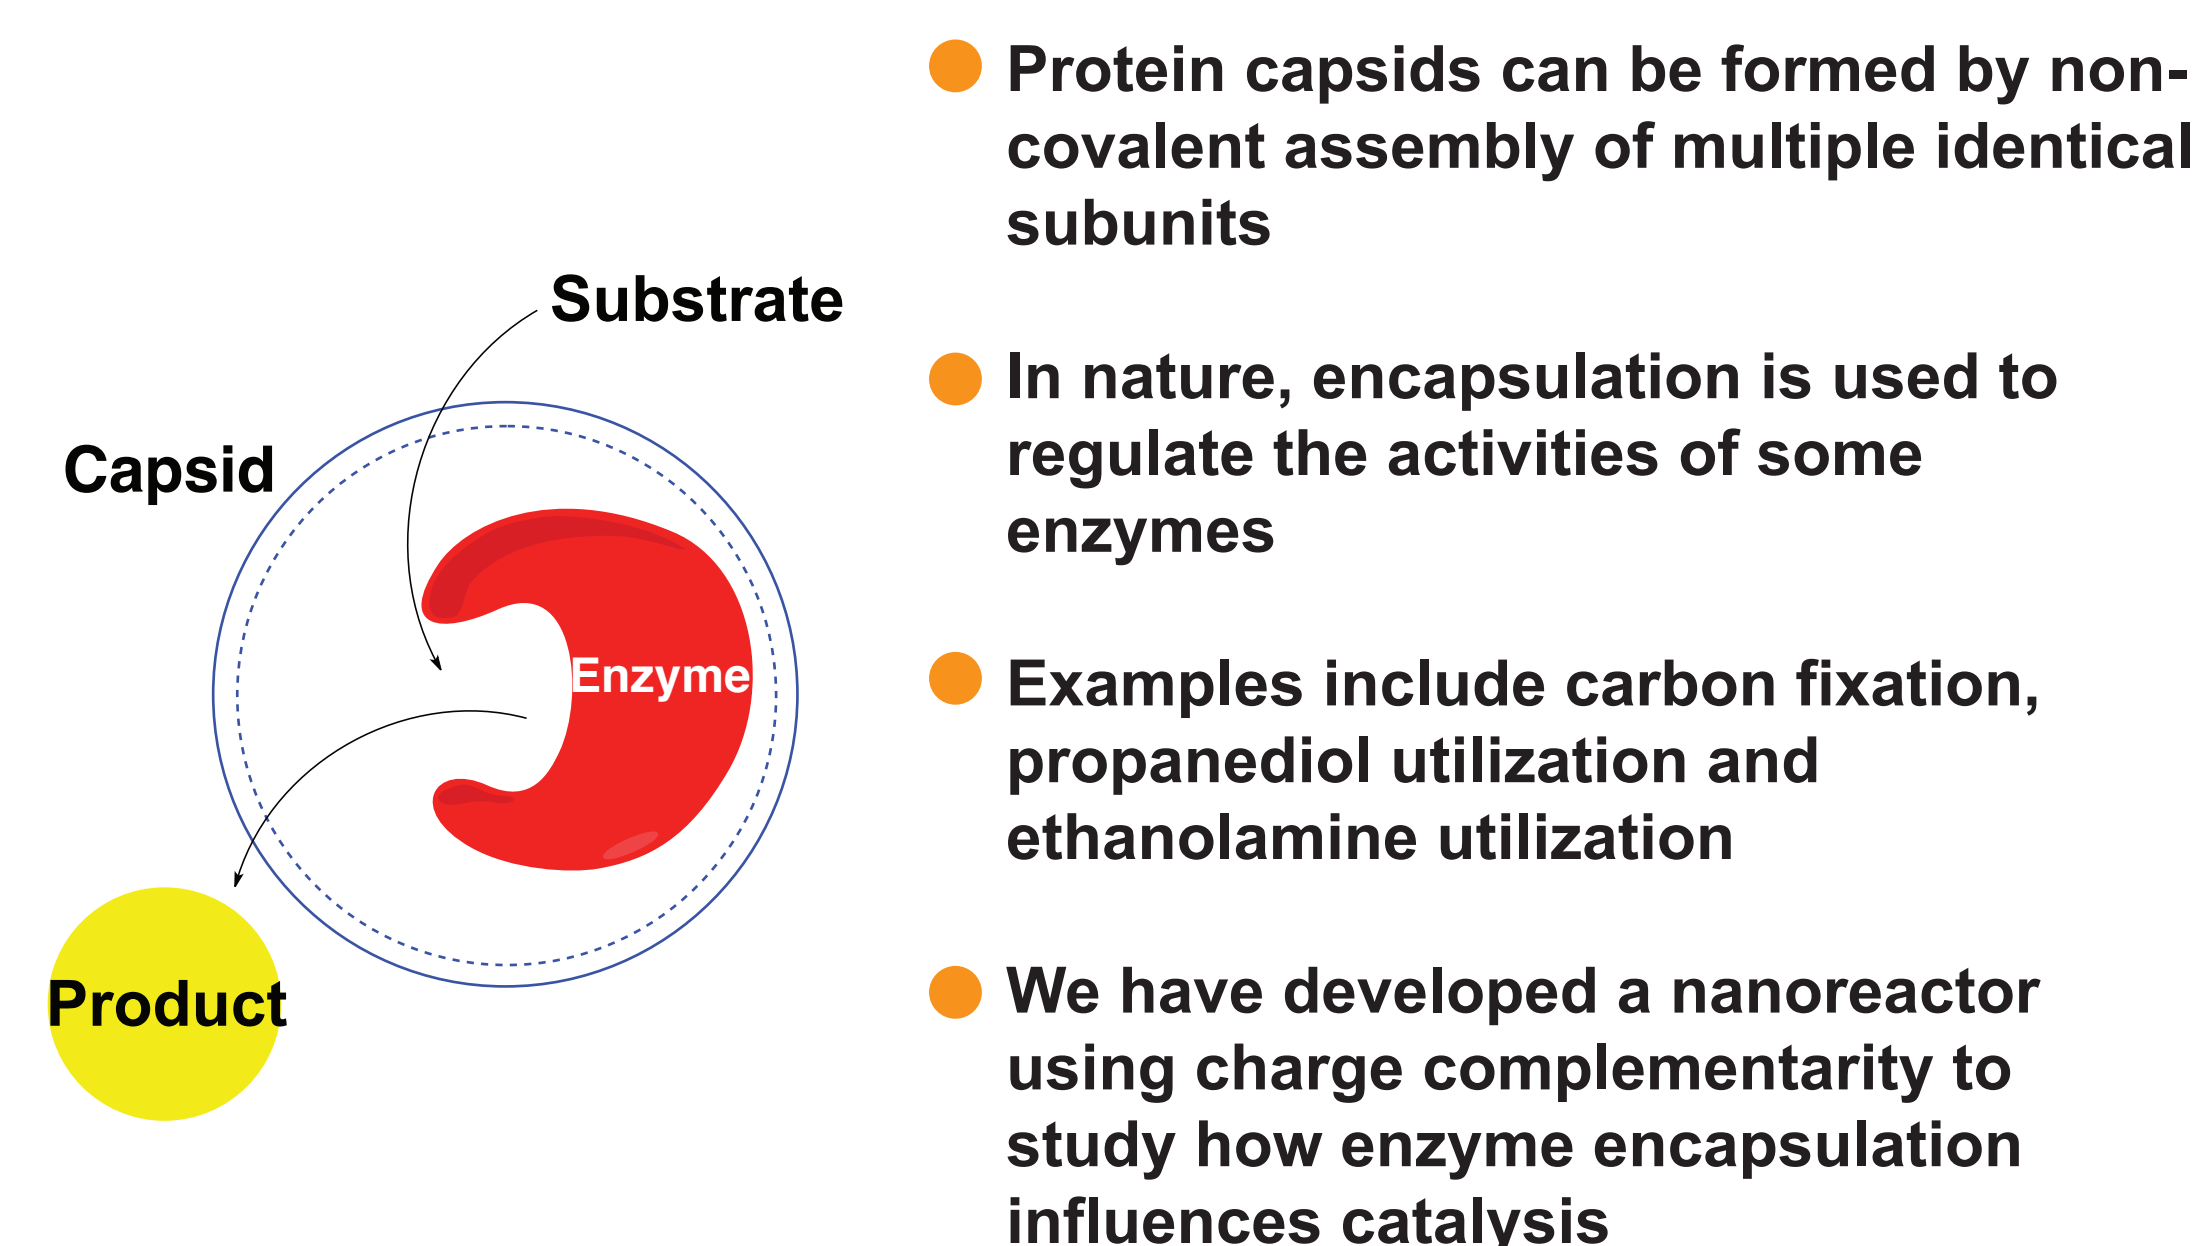 Substrate
Capsid
Enzyme
Product
Protein capsids can be formed by non-
covalent assembly of multiple identical
subunits
In nature, encapsulation is used to
regulate the activities of some
enzymes
Examples include carbon fixation,
propanediol utilization and
ethanolamine utilization
We have developed a nanoreactor
using charge complementarity to
study how enzyme encapsulation
influences catalysis